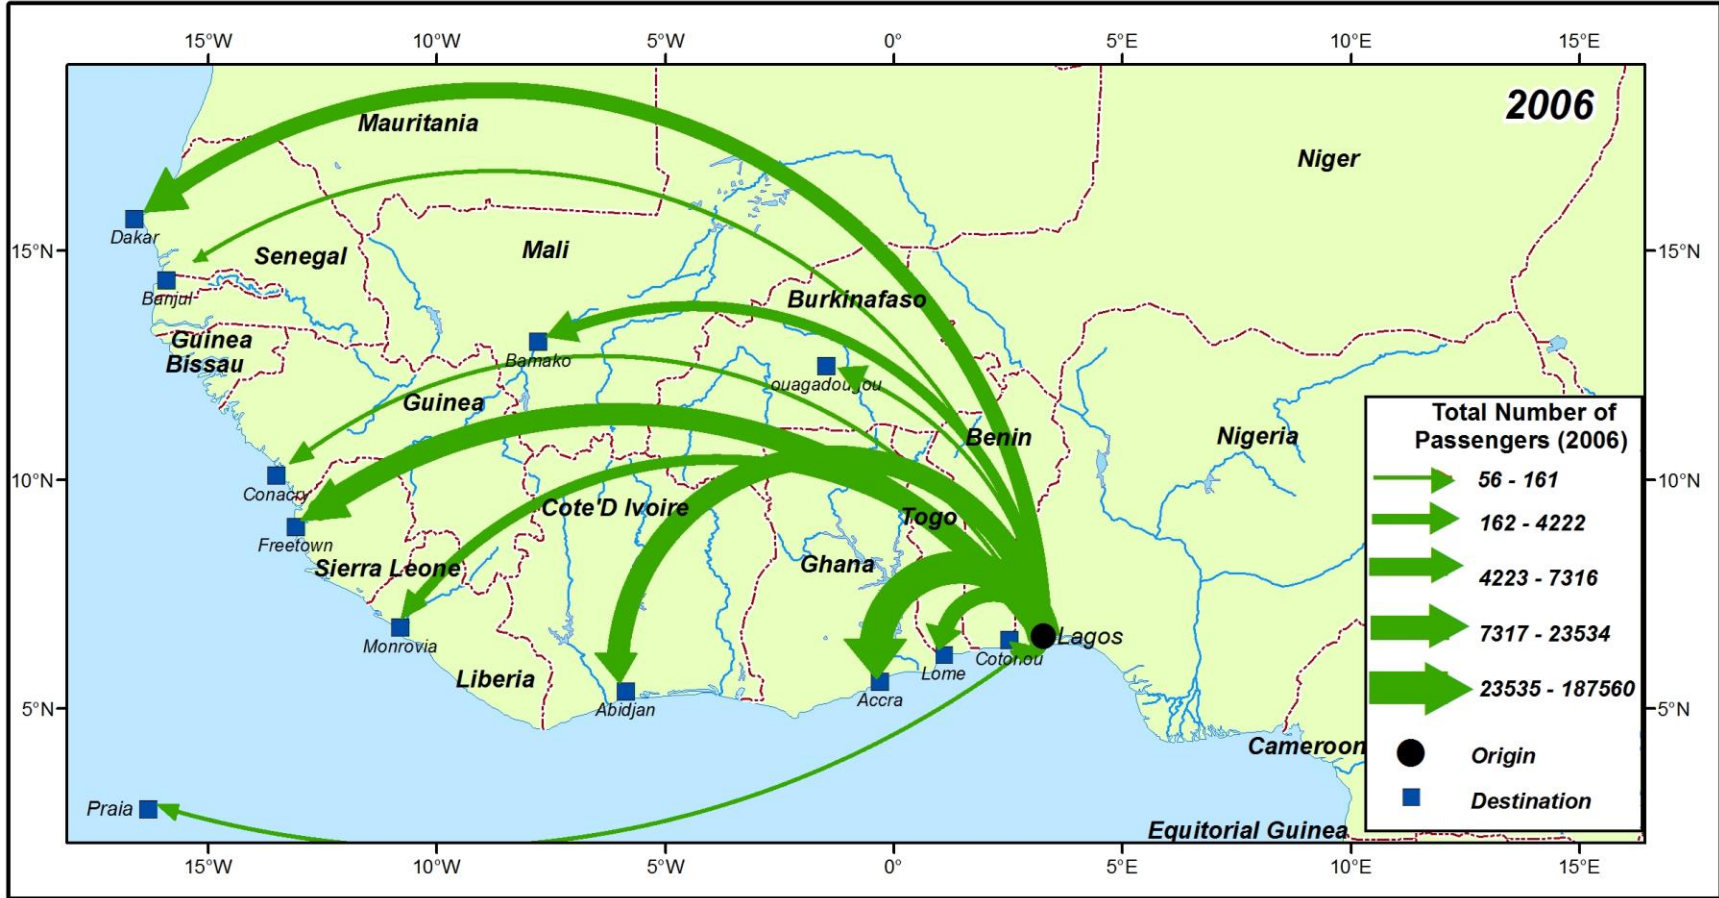 15°W 10°W 5°W 0° 5°E 10°E 15°E
2006
Mauritania
Niger
Dakar
15°N
Senegal
Mali
15°N
Banjul
Burkinafaso
Guinea
Bissau
Bamako
ouagadougou
Guinea
Benin
Nigeria
10°N
Conacry
10°N
Cote'D Ivoire
Togo
Freetown
Sierra Leone
Ghana
Monrovia
Lagos
Cotonou
Lome
Liberia
Accra
Abidjan
5°N
5°N
Cameroon
Praia
Equitorial Guinea
Total Number of
Passengers (2006)
56 - 161
162 - 4222
4223 - 7316
7317 - 23534
23535 - 187560
Origin
Destination
15°W 10°W 5°W 0° 5°E 10°E 15°E